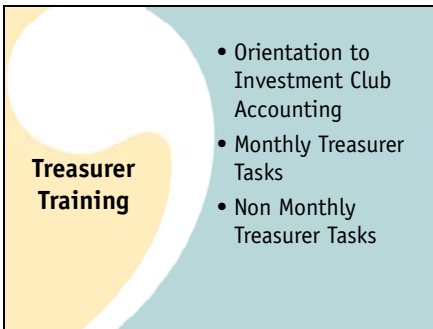 Treasurer
Training
• Orientation to
Investment Club
Accounting
• Monthly Treasurer
Tasks
• Non Monthly
Treasurer Tasks